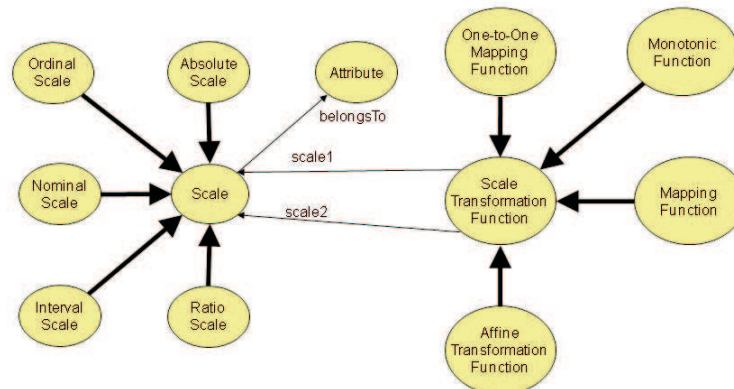 Ordinal
Scale
Absolute
Scale
Attribute
One-to-One
Mapping
Function
Monotonic
Function
belongsTo
scale1
Nominal
Scale
Scale
Scale
Transformation
Function
Mapping
Function
scale2
Interval
Scale
Ratio
Scale
Affine
Transformation
Function